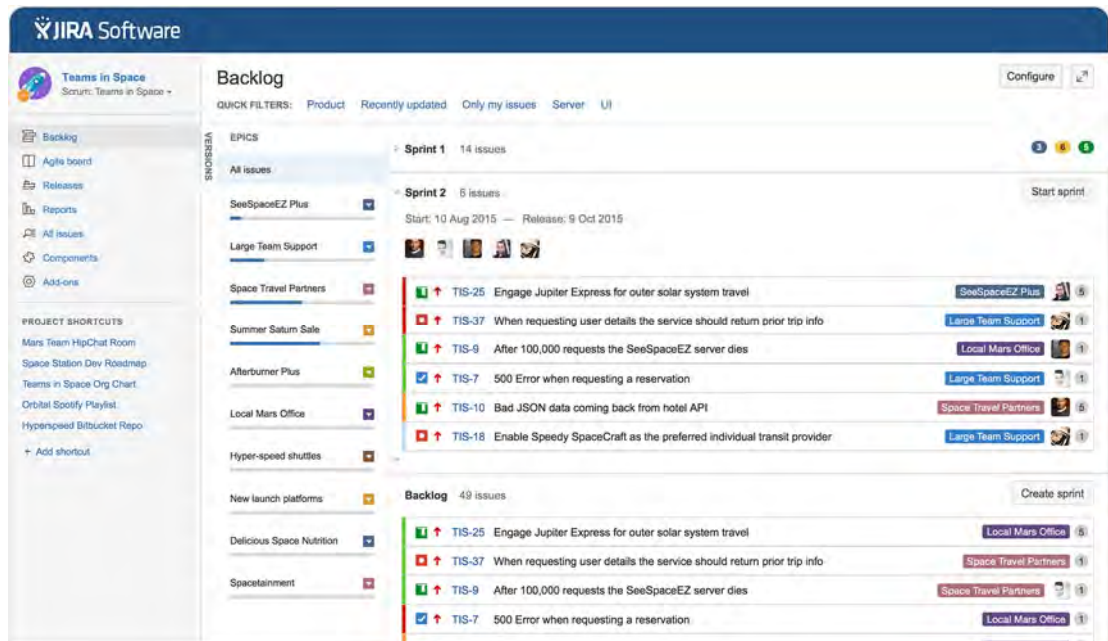 JIRA Software
Teams in Space
Scrum: Teams in Space
Backlog
Agile board
Releases
Reports
All issues
Components
Add-ons
PROJECT SHORTCUTS
Mars Team HipChat Room
Space Station Dev Roadmap
Teams in Space Org Chart
Orbital Spotify Playlist
Hyperspeed Bitbucket Repo
+ Add shortcut
Backlog
Configure
QUICK FILTERS: Product Recently updated Only my issues Server UI
VERSIONS
EPICS
All issues
SeeSpaceEZ Plus
Large Team Support
Space Travel Partners
Summer Saturn Sale
Afterburner Plus
Local Mars Office
Hyper-speed shuttles
New launch platforms
Delicious Space Nutrition
Spacetainment
Sprint 1 14 issues 3 6 5
Sprint 2 6 issues Start sprint
Start: 10 Aug 2015 — Release: 9 Oct 2015
TIS-25 Engage Jupiter Express for outer solar system travel SeeSpaceEZ Plus 5
TIS-37 When requesting user details the service should return prior trip info Large Team Support 1
TIS-9 After 100,000 requests the SeeSpaceEZ server dies Local Mars Office 1
TIS-7 500 Error when requesting a reservation Large Team Support 1
TIS-10 Bad JSON data coming back from hotel API Space Travel Partners 5
TIS-18 Enable Speedy SpaceCraft as the preferred individual transit provider Large Team Support 1
Backlog 49 issues Create sprint
TIS-25 Engage Jupiter Express for outer solar system travel Local Mars Office 5
TIS-37 When requesting user details the service should return prior trip info Space Travel Partners 1
TIS-9 After 100,000 requests the SeeSpaceEZ server dies Space Travel Partners 1
TIS-7 500 Error when requesting a reservation Local Mars Office 1